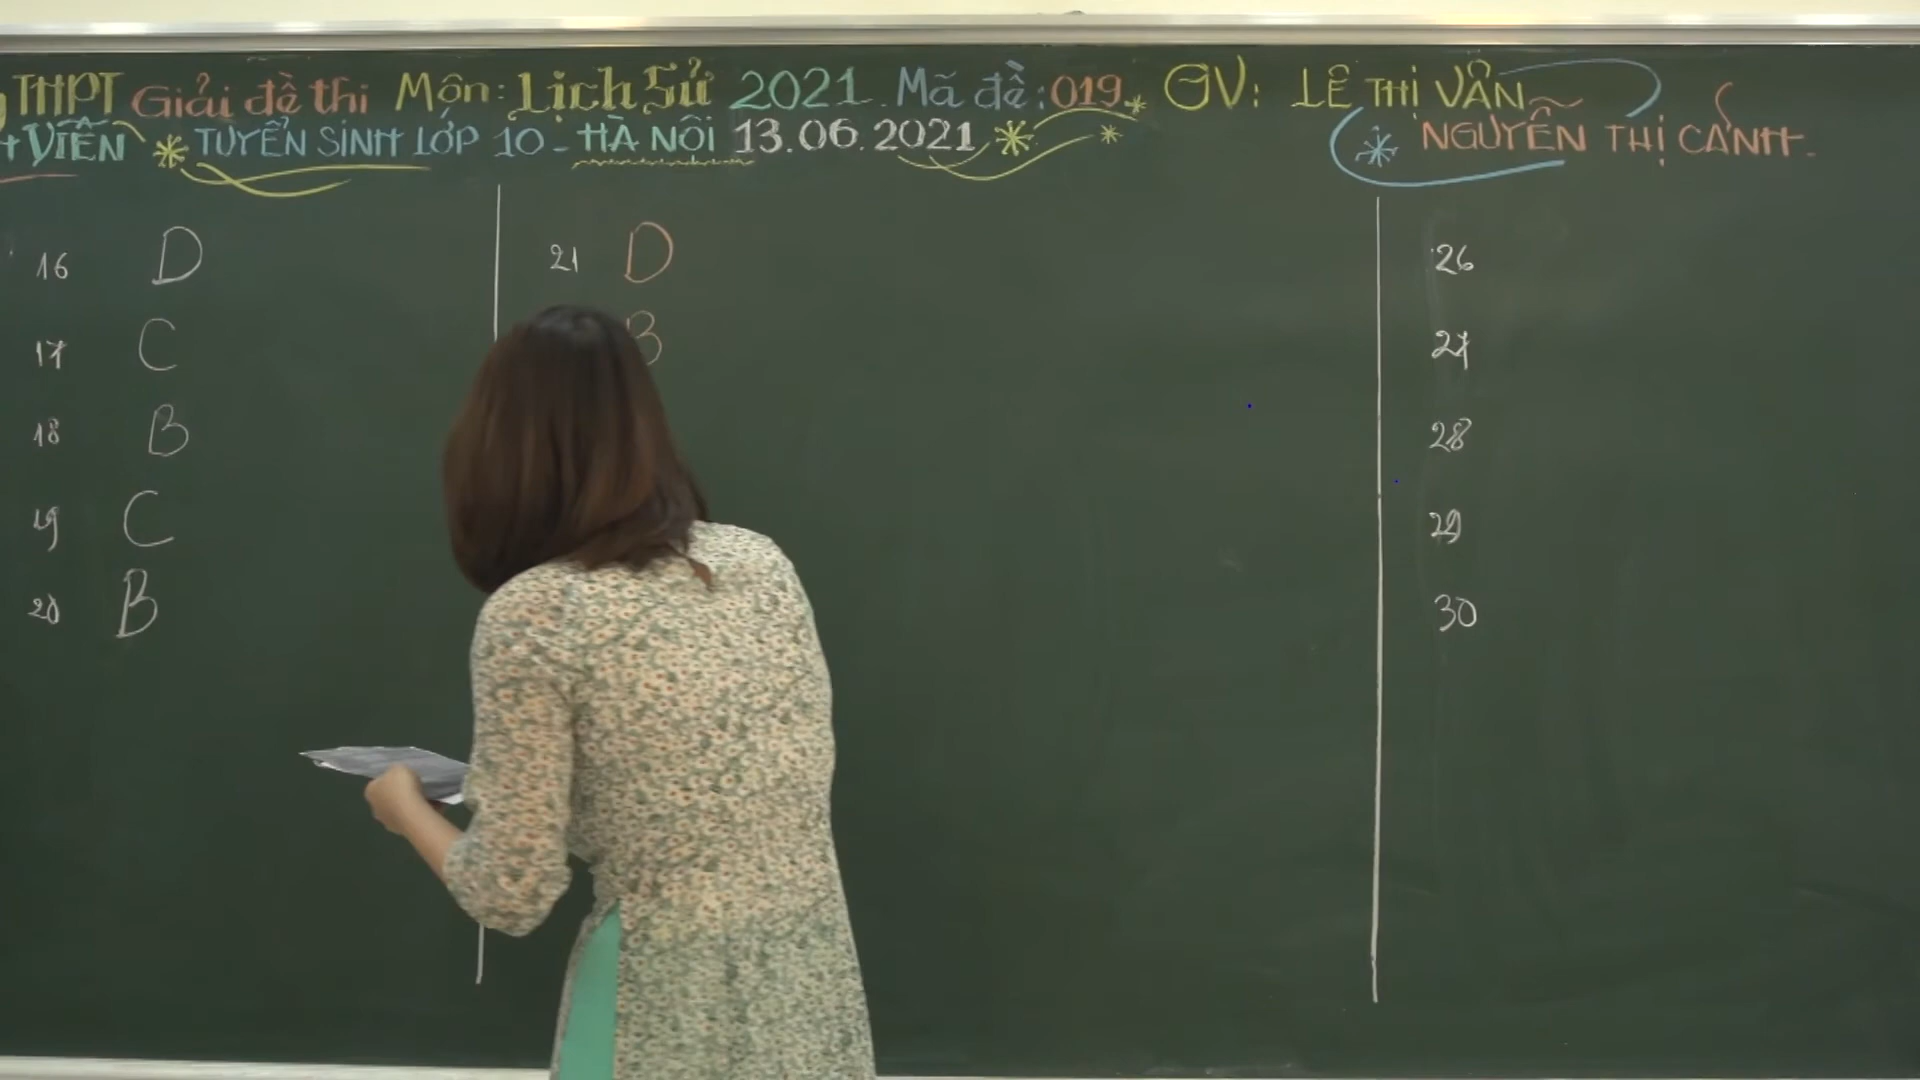 THPT Giải đề thi Môn: Lịch Sử 2021. Mã đề: 019. GV: LÊ THỊ VÂN
VIÊN TUYỂN SINH LỚP 10 - HÀ NỘI 13.06.2021 NGUYỄN THỊ CẢNH.
16 D
17 C
18 B
19 C
20 B
21 D
B
26
27
28
29
30